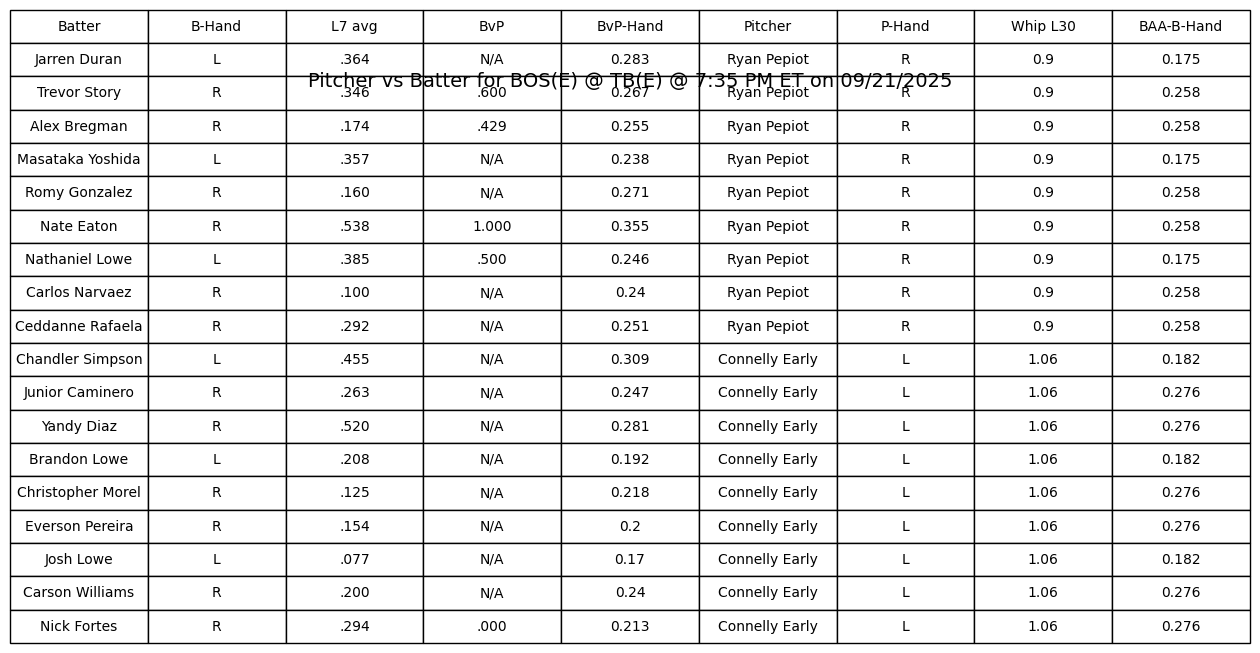 Batter B-Hand L7 avg BvP BvP-Hand Pitcher P-Hand Whip L30 BAA-B-Hand
Jarren Duran L .364 N/A 0.283 Ryan Pepiot R 0.9 0.175
Pitcher vs Batter for BOS(E) @ TB(E) @ 7:35 PM ET on 09/21/2025
Trevor Story R .346 .600 0.267 Ryan Pepiot R 0.9 0.258
Alex Bregman R .174 .429 0.255 Ryan Pepiot R 0.9 0.258
Masataka Yoshida L .357 N/A 0.238 Ryan Pepiot R 0.9 0.175
Romy Gonzalez R .160 N/A 0.271 Ryan Pepiot R 0.9 0.258
Nate Eaton R .538 1.000 0.355 Ryan Pepiot R 0.9 0.258
Nathaniel Lowe L .385 .500 0.246 Ryan Pepiot R 0.9 0.175
Carlos Narvaez R .100 N/A 0.24 Ryan Pepiot R 0.9 0.258
Ceddanne Rafaela R .292 N/A 0.251 Ryan Pepiot R 0.9 0.258
Chandler Simpson L .455 N/A 0.309 Connelly Early L 1.06 0.182
Junior Caminero R .263 N/A 0.247 Connelly Early L 1.06 0.276
Yandy Diaz R .520 N/A 0.281 Connelly Early L 1.06 0.276
Brandon Lowe L .208 N/A 0.192 Connelly Early L 1.06 0.182
Christopher Morel R .125 N/A 0.218 Connelly Early L 1.06 0.276
Everson Pereira R .154 N/A 0.2 Connelly Early L 1.06 0.276
Josh Lowe L .077 N/A 0.17 Connelly Early L 1.06 0.182
Carson Williams R .200 N/A 0.24 Connelly Early L 1.06 0.276
Nick Fortes R .294 .000 0.213 Connelly Early L 1.06 0.276